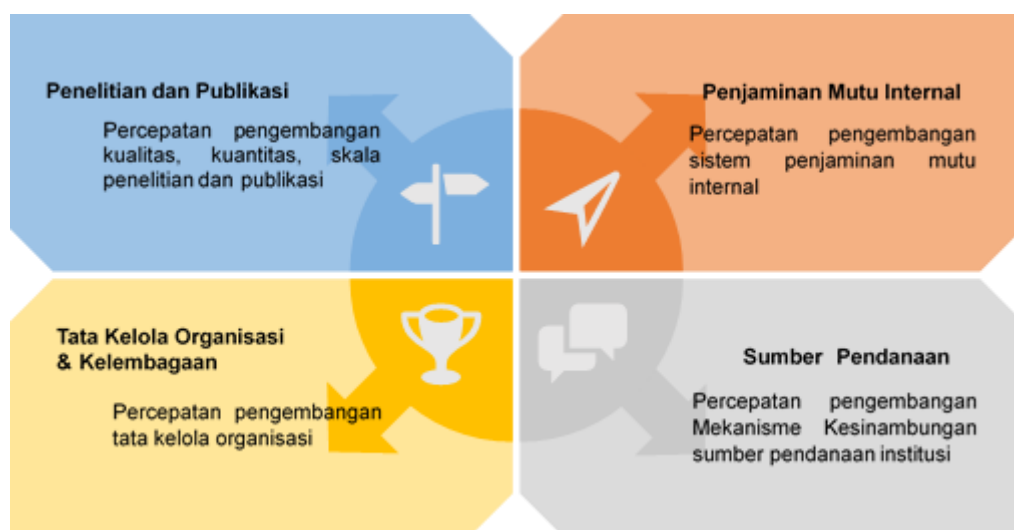 Penelitian dan Publikasi
Percepatan pengembangan
kualitas, kuantitas, skala
penelitian dan publikasi
Penjaminan Mutu Internal
Percepatan pengembangan
sistem penjaminan mutu
internal
Tata Kelola Organisasi
& Kelembagaan
Percepatan pengembangan
tata kelola organisasi
Sumber Pendanaan
Percepatan pengembangan
Mekanisme Kesinambungan
sumber pendanaan institusi